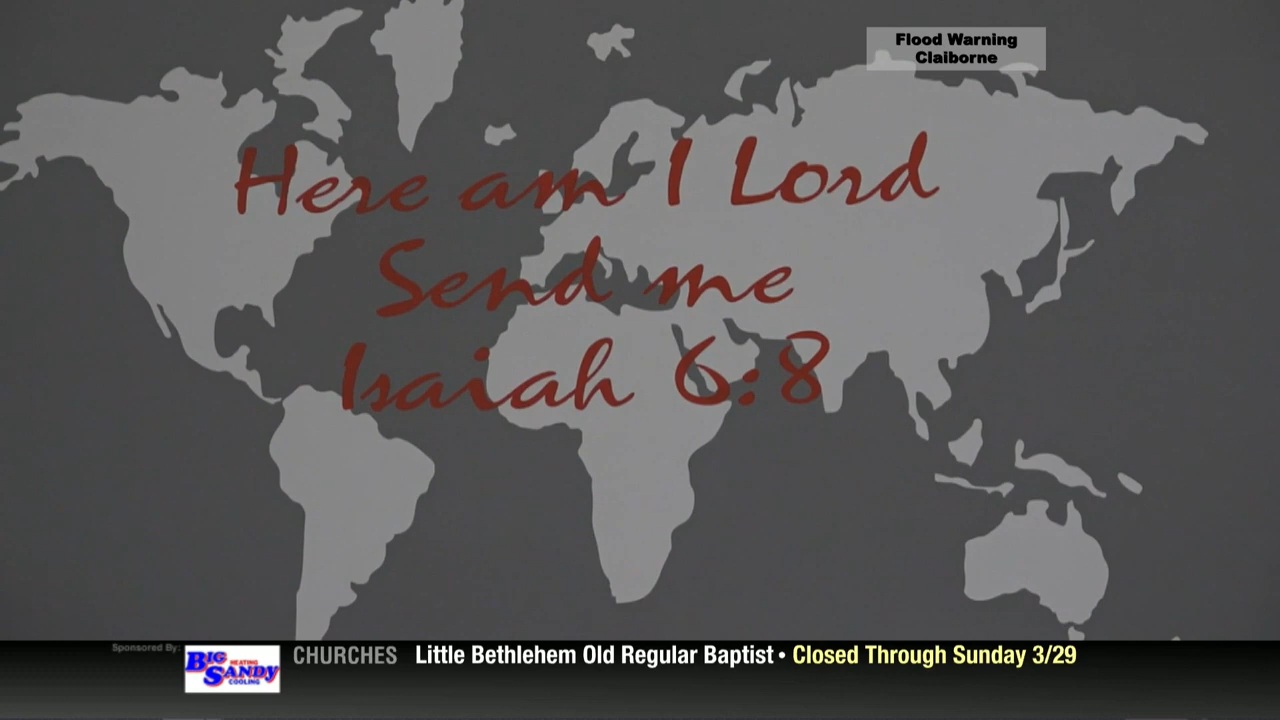 Flood Warning
Claiborne
Here am I Lord
Send me
Isaiah 6:8
Sponsored By:
BIG SANDY
HEATING
COOLING
CHURCHES Little Bethlehem Old Regular Baptist • Closed Through Sunday 3/29